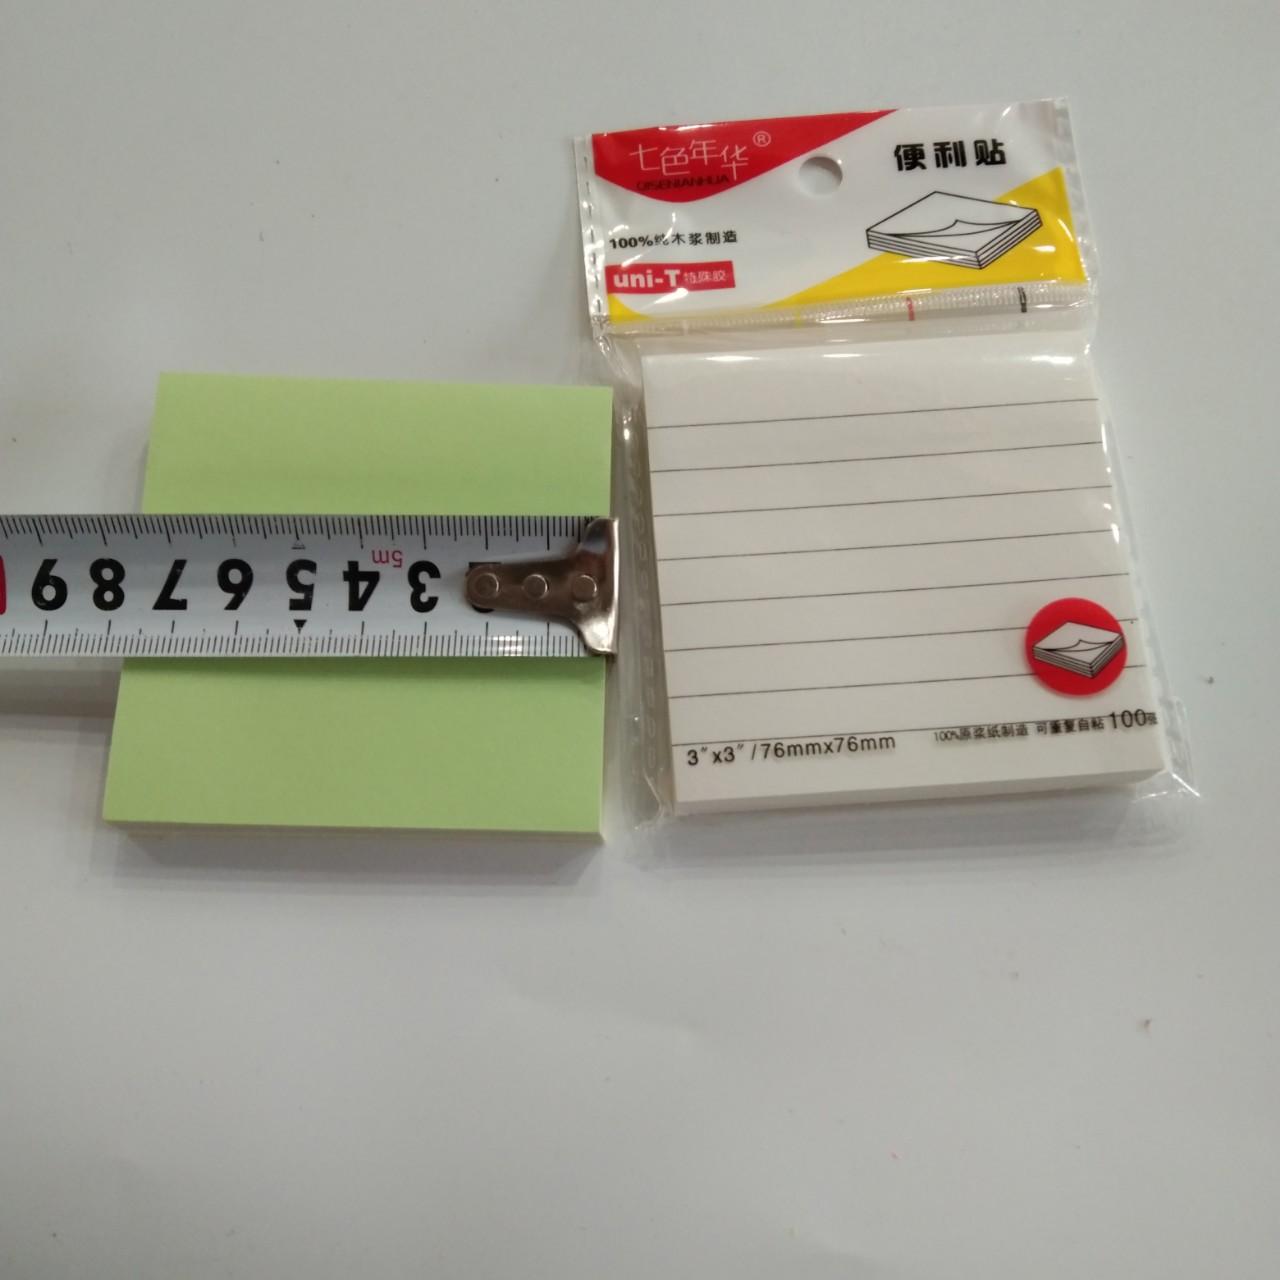 七色年华®
QISENIANHUA
便利贴
100%纯木浆制造
uni-T特殊胶
5m
9 8 7 6 5 4 3
3"x3"/76mmx76mm
100%原浆纸制造 可重复自粘 100张